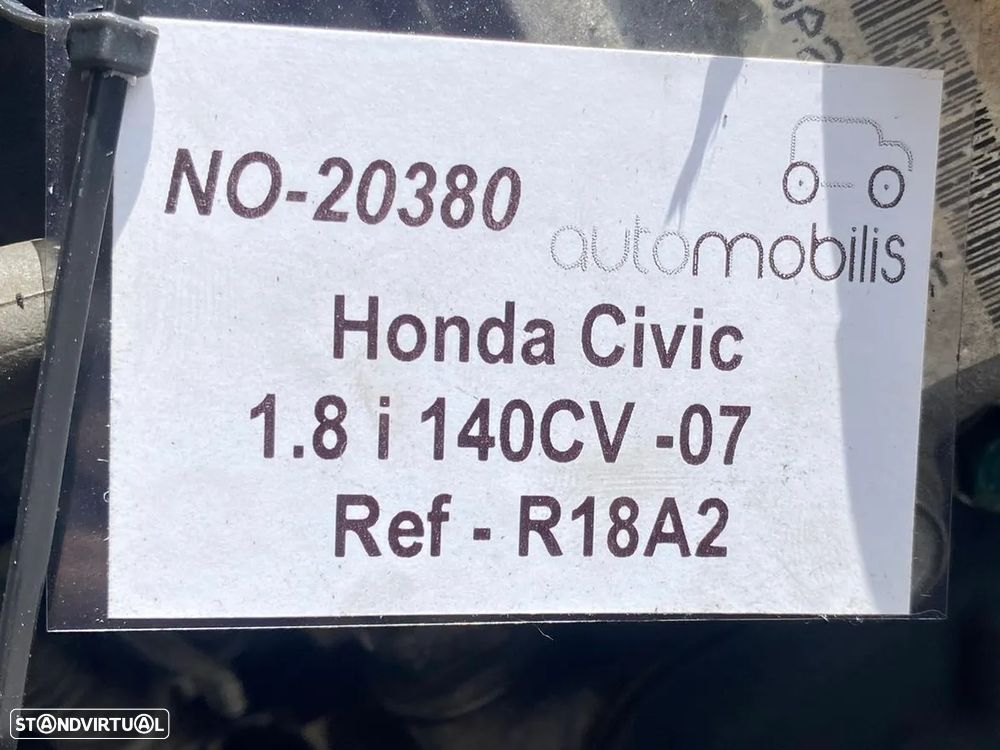 NO-20380
automobilis
Honda Civic
1.8 i 140CV -07
Ref - R18A2
STANDVIRTUAL